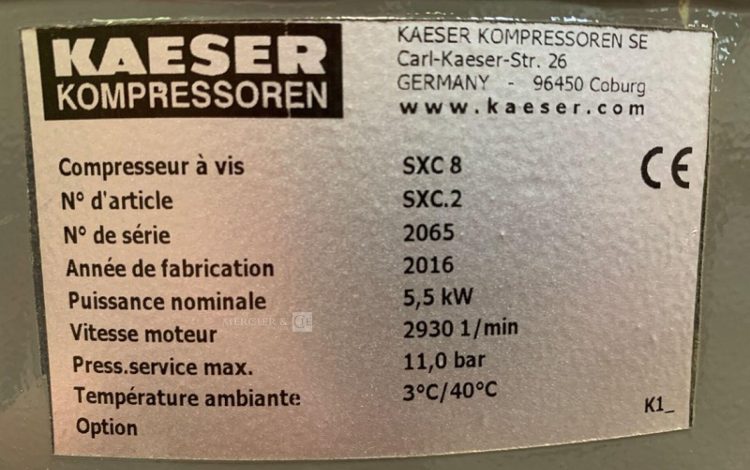 KAESER
KOMPRESSOREN
KAESER KOMPRESSOREN SE
Carl-Kaeser-Str. 26
GERMANY - 96450 Coburg
www.kaeser.com
CE
Compresseur à vis SXC 8
N° d'article SXC.2
N° de série 2065
Année de fabrication 2016
Puissance nominale 5,5 kW
MERCIER &
Vitesse moteur 2930 1/min
Press.service max. 11,0 bar
Température ambiante 3°C/40°C
Option
K1_